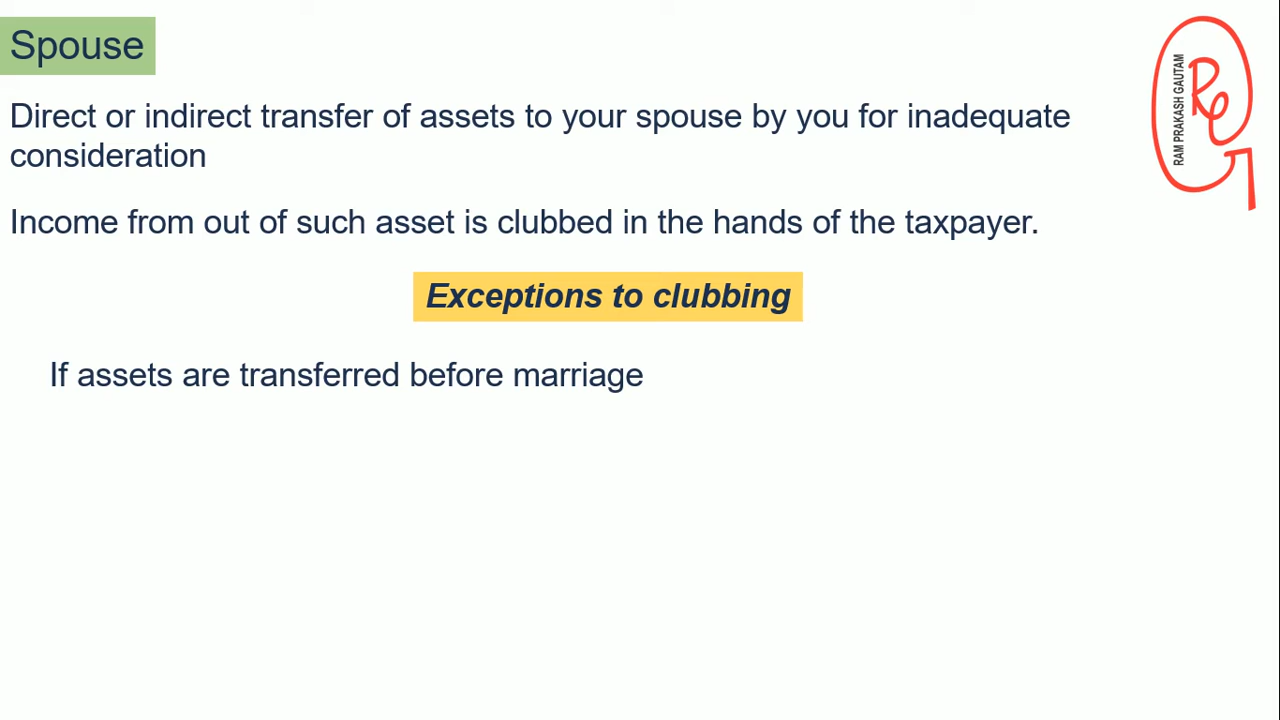 Spouse
RAM PRAKASH GAUTAM
Direct or indirect transfer of assets to your spouse by you for inadequate
consideration
Income from out of such asset is clubbed in the hands of the taxpayer.
Exceptions to clubbing
If assets are transferred before marriage